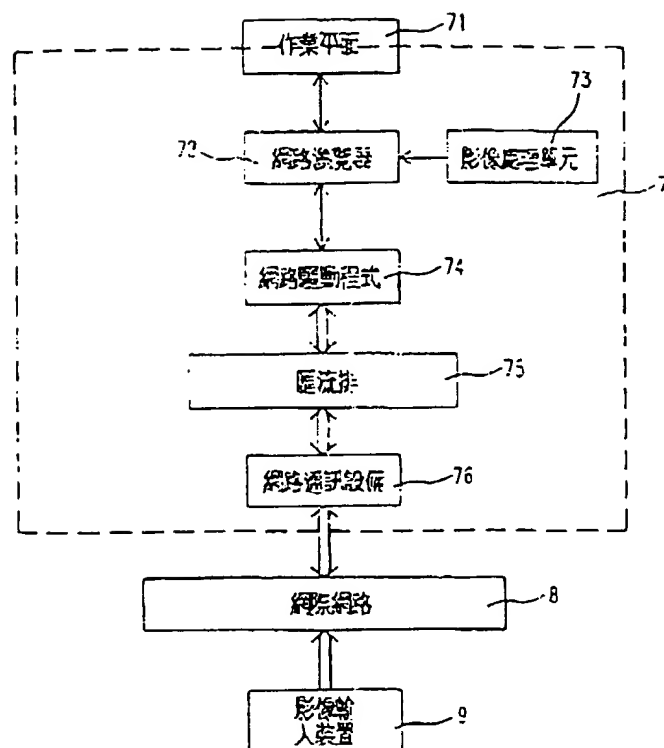 71
作業平面
73
72
網路瀏覽器
影像處理單元
7
74
網路驅動程式
75
匯流排
網路通訊設備
76
網際網路
8
影像輸
入裝置
9